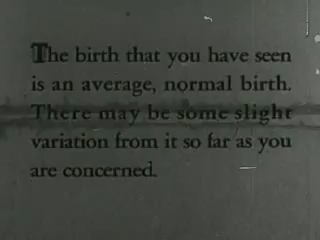 The birth that you have seen
is an average, normal birth.
There may be some slight
variation from it so far as you
are concerned.